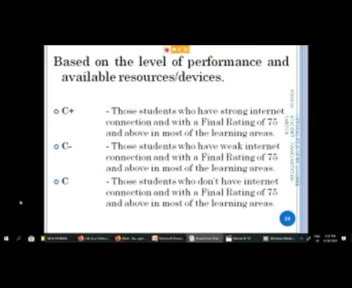 Based on the level of performance and
available resources/devices.
C+ - Those students who have strong internet
connection and with a Final Rating of 75
and above in most of the learning areas.
C- - Those students who have weak internet
connection and with a Final Rating of 75
and above in most of the learning areas.
C - Those students who don't have internet
connection and with a Final Rating of 75
and above in most of the learning areas.